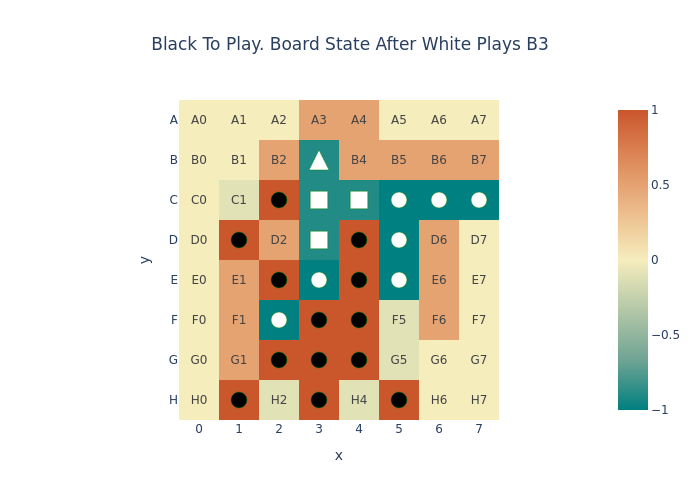 Black To Play. Board State After White Plays B3
A A0 A1 A2 A3 A4 A5 A6 A7
B B0 B1 B2 B4 B5 B6 B7
C C0 C1
D D0 D2 D6 D7
E E0 E1 E6 E7
F F0 F1 F5 F6 F7
G G0 G1 G5 G6 G7
H H0 H2 H4 H6 H7
0 1 2 3 4 5 6 7
x
y
1
0.5
0
−0.5
−1